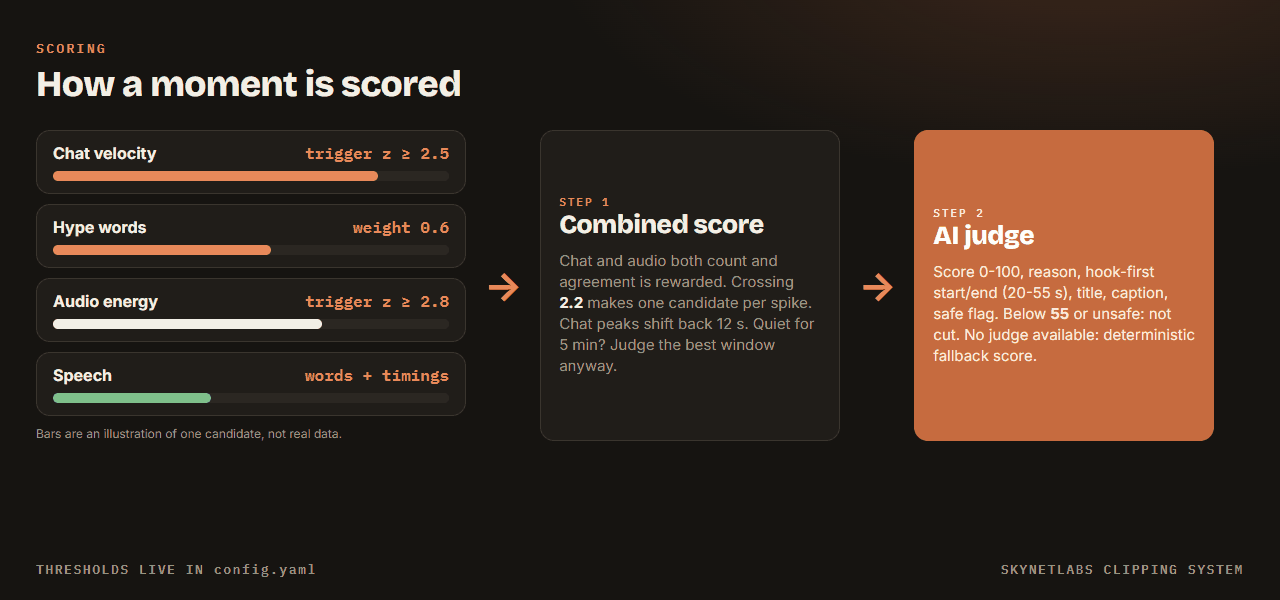 SCORING
How a moment is scored
Chat velocity trigger z ≥ 2.5
Hype words weight 0.6
Audio energy trigger z ≥ 2.8
Speech words + timings
Bars are an illustration of one candidate, not real data.
→
STEP 1
Combined score
Chat and audio both count and
agreement is rewarded. Crossing
2.2 makes one candidate per spike.
Chat peaks shift back 12 s. Quiet for
5 min? Judge the best window
anyway.
→
STEP 2
AI judge
Score 0-100, reason, hook-first
start/end (20-55 s), title, caption,
safe flag. Below 55 or unsafe: not
cut. No judge available: deterministic
fallback score.
THRESHOLDS LIVE IN config.yaml
SKYNETLABS CLIPPING SYSTEM